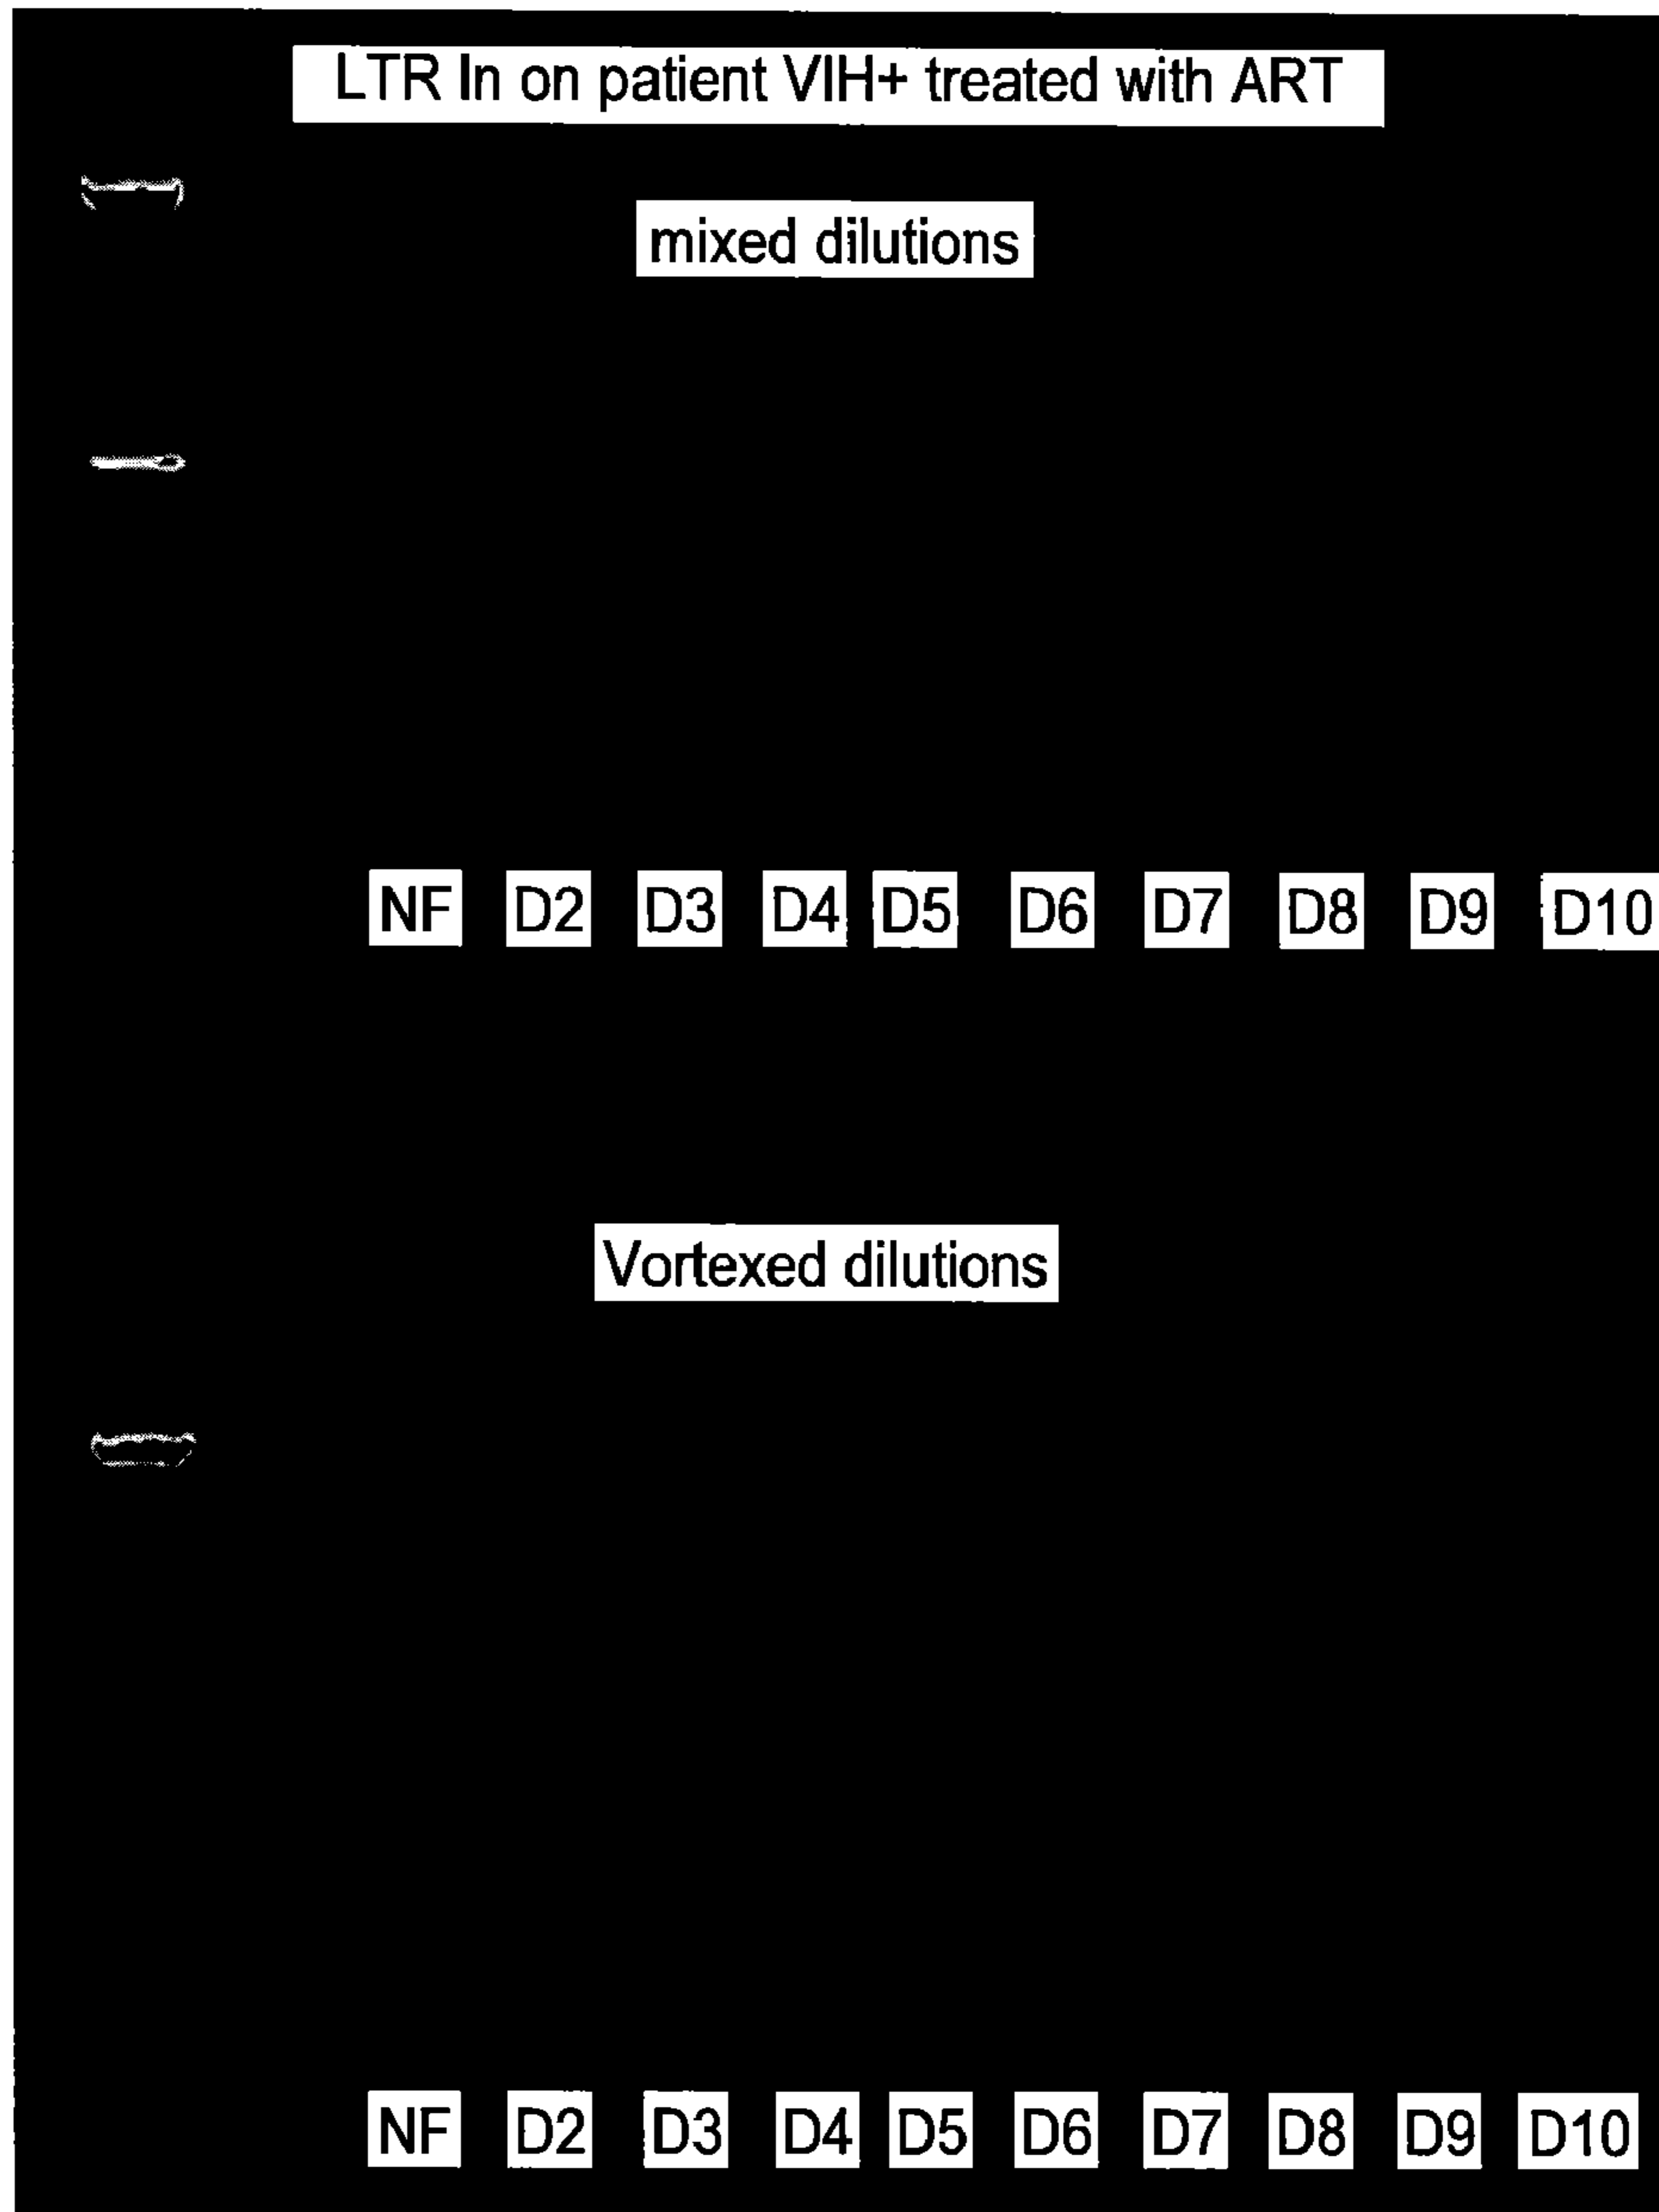 LTR In on patient VIH+ treated with ART
mixed dilutions
NF D2 D3 D4 D5 D6 D7 D8 D9 D10
Vortexed dilutions
NF D2 D3 D4 D5 D6 D7 D8 D9 D10